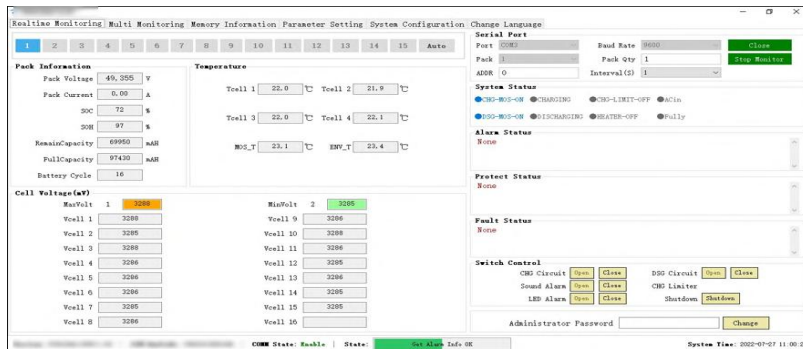 Realtime Monitoring Multi Monitoring Memory Information Parameter Setting System Configuration Change Language
1 2 3 4 5 6 7 8 9 10 11 12 13 14 15 Auto
Serial Port
Port COM3 Baud Rate 9600 Close
Pack 1 Pack Qty 1 Stop Monitor
ADDR 0 Interval(S) 1
Pack Information
Pack Voltage 49,355 V
Pack Current 0,00 A
SOC 72 %
SOH 97 %
RemainCapacity 69950 mAH
FullCapacity 97430 mAH
Battery Cycle 16
Temperature
Tcell 1 22,0 ℃ Tcell 2 21,9 ℃
Tcell 3 22,0 ℃ Tcell 4 22,1 ℃
MOS_T 23,1 ℃ ENV_T 23,4 ℃
System Status
CHG-MOS-ON CHARGING CHG-LIMIT-OFF ACin
DSG-MOS-ON DISCHARGING HEATER-OFF Fully
Alarm Status
None
Protect Status
None
Fault Status
None
Cell Voltage(mV)
MaxVolt 1 3288 MinVolt 2 3285
Vcell 1 3288 Vcell 9 3286
Vcell 2 3285 Vcell 10 3288
Vcell 3 3288 Vcell 11 3286
Vcell 4 3286 Vcell 12 3285
Vcell 5 3286 Vcell 13 3286
Vcell 6 3286 Vcell 14 3285
Vcell 7 3285 Vcell 15 3285
Vcell 8 3286 Vcell 16
Switch Control
CHG Circuit Open Close DSG Circuit Open Close
Sound Alarm Open Close CHG Limiter
LED Alarm Open Close Shutdown Shutdown
Administrator Password Change
COMM State: Enable | State: Get Alarm Info OK System Time: 2022-07-27 11:00:2